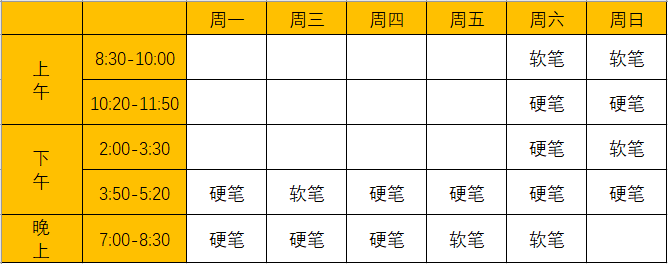 周一 周三 周四 周五 周六 周日
上午 8:30-10:00 软笔 软笔
10:20-11:50 硬笔 硬笔
下午 2:00-3:30 硬笔 软笔
3:50-5:20 硬笔 软笔 硬笔 硬笔 硬笔 硬笔
晚上 7:00-8:30 硬笔 硬笔 硬笔 软笔 软笔